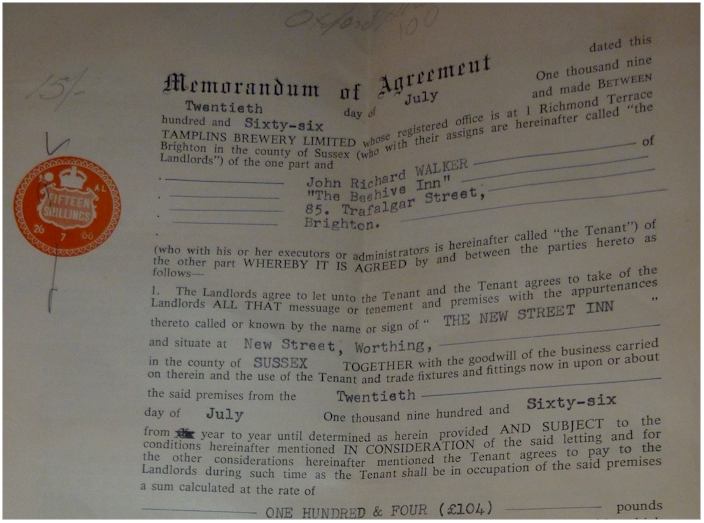 15/-
Memorandum of Agreement dated this
Twentieth day of July One thousand nine
hundred and Sixty-six and made BETWEEN
TAMPLINS BREWERY LIMITED whose registered office is at 1 Richmond Terrace
Brighton in the county of Sussex (who with their assigns are hereinafter called "the
Landlords") of the one part and
John Richard WALKER of
"The Beehive Inn"
85. Trafalgar Street,
Brighton.
FIFTEEN
SHILLINGS
26 7 66
(who with his or her executors or administrators is hereinafter called "the Tenant") of
the other part WHEREBY IT IS AGREED by and between the parties hereto as
follows—
1. The Landlords agree to let unto the Tenant and the Tenant agrees to take of the
Landlords ALL THAT messuage or tenement and premises with the appurtenances
thereto called or known by the name or sign of " THE NEW STREET INN "
and situate at New Street, Worthing,
in the county of SUSSEX TOGETHER with the goodwill of the business carried
on therein and the use of the Tenant and trade fixtures and fittings now in upon or about
the said premises from the Twentieth
day of July One thousand nine hundred and Sixty-six
from year to year until determined as herein provided AND SUBJECT to the
conditions hereinafter mentioned IN CONSIDERATION of the said letting and for
the other considerations hereinafter mentioned the Tenant agrees to pay to the
Landlords during such time as the Tenant shall be in occupation of the said premises
a sum calculated at the rate of
ONE HUNDRED & FOUR (£104) pounds